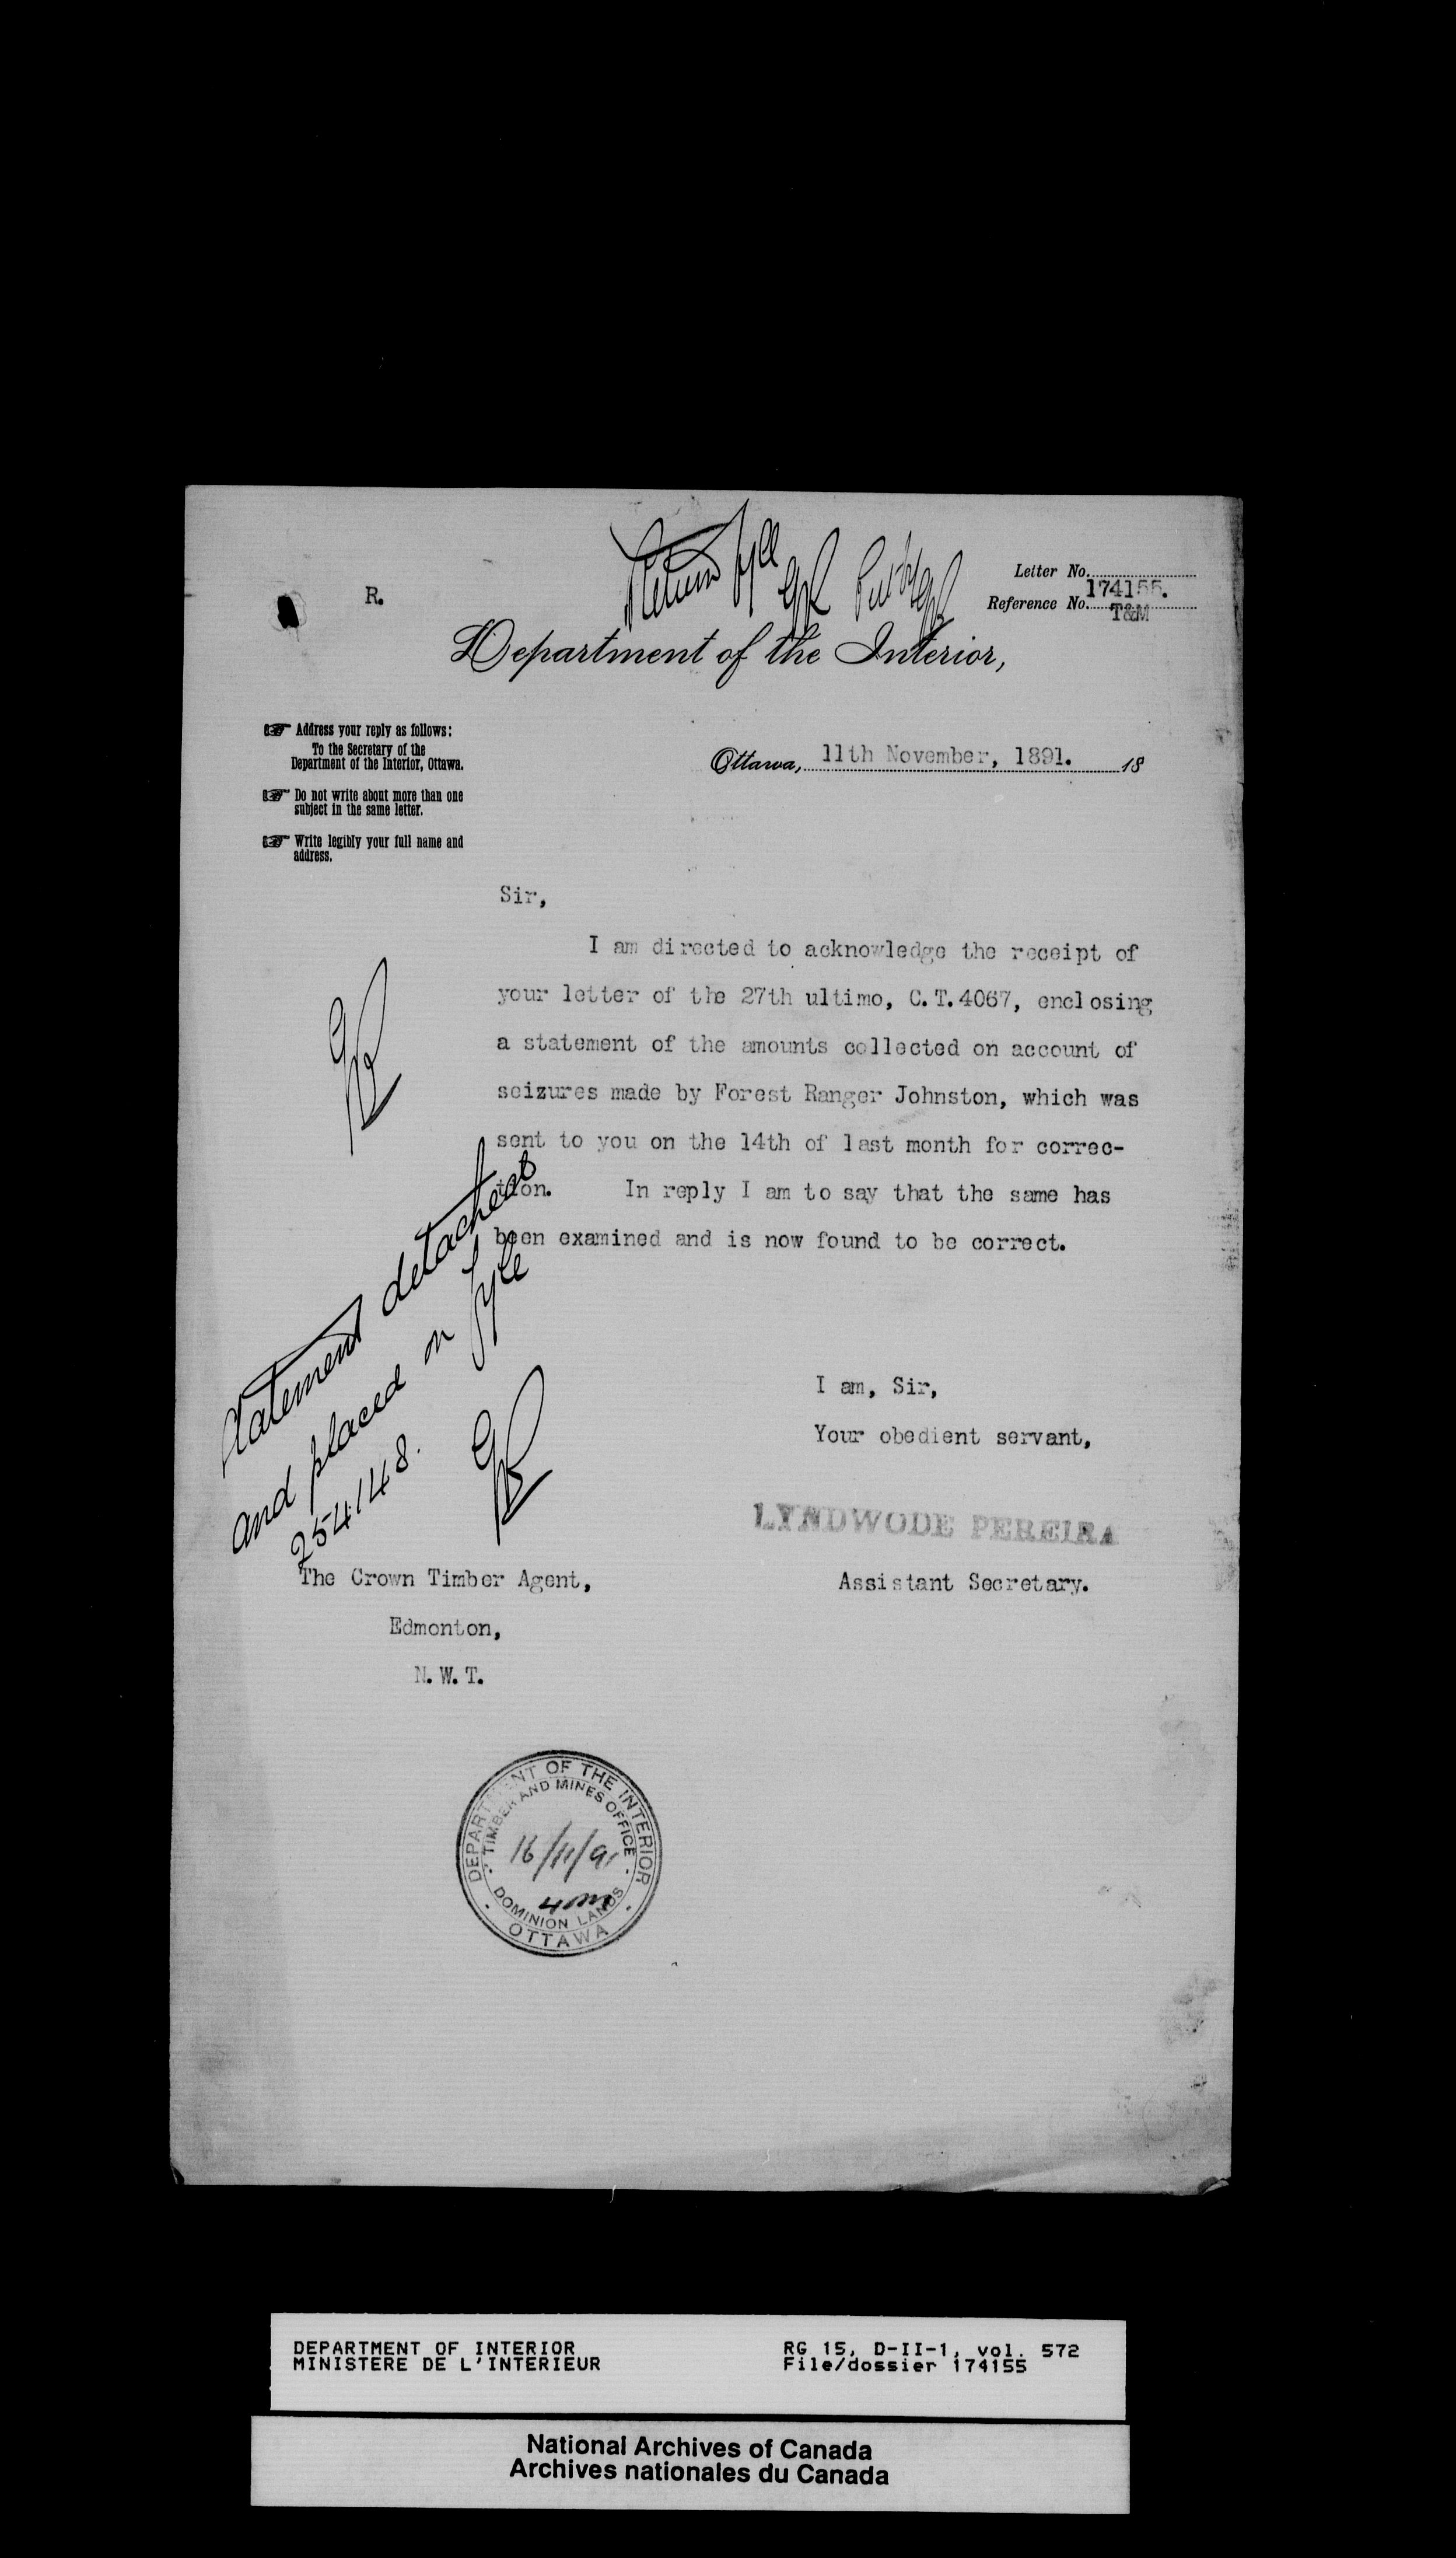 Return fyle
R.
Letter No.
174155.
Reference No. T&M
Department of the Interior,
☞ Address your reply as follows:
To the Secretary of the
Department of the Interior, Ottawa.
Ottawa, 11th November, 1891. 18
☞ Do not write about more than one
subject in the same letter.
☞ Write legibly your full name and
address.
Sir,
I am directed to acknowledge the receipt of
your letter of the 27th ultimo, C.T.4067, enclosing
a statement of the amounts collected on account of
seizures made by Forest Ranger Johnston, which was
sent to you on the 14th of last month for correc-
tion. In reply I am to say that the same has
been examined and is now found to be correct.
Statement detached
and placed on fyle
254148.
I am, Sir,
Your obedient servant,
LYNDWODE PEREIRA
Assistant Secretary.
The Crown Timber Agent,
Edmonton,
N.W.T.
DEPARTMENT OF THE INTERIOR
TIMBER AND MINES OFFICE
16/11/91
DOMINION LANDS
OTTAWA
DEPARTMENT OF INTERIOR
MINISTERE DE L'INTERIEUR
RG 15, D-II-1, vol. 572
File/dossier 174155
National Archives of Canada
Archives nationales du Canada